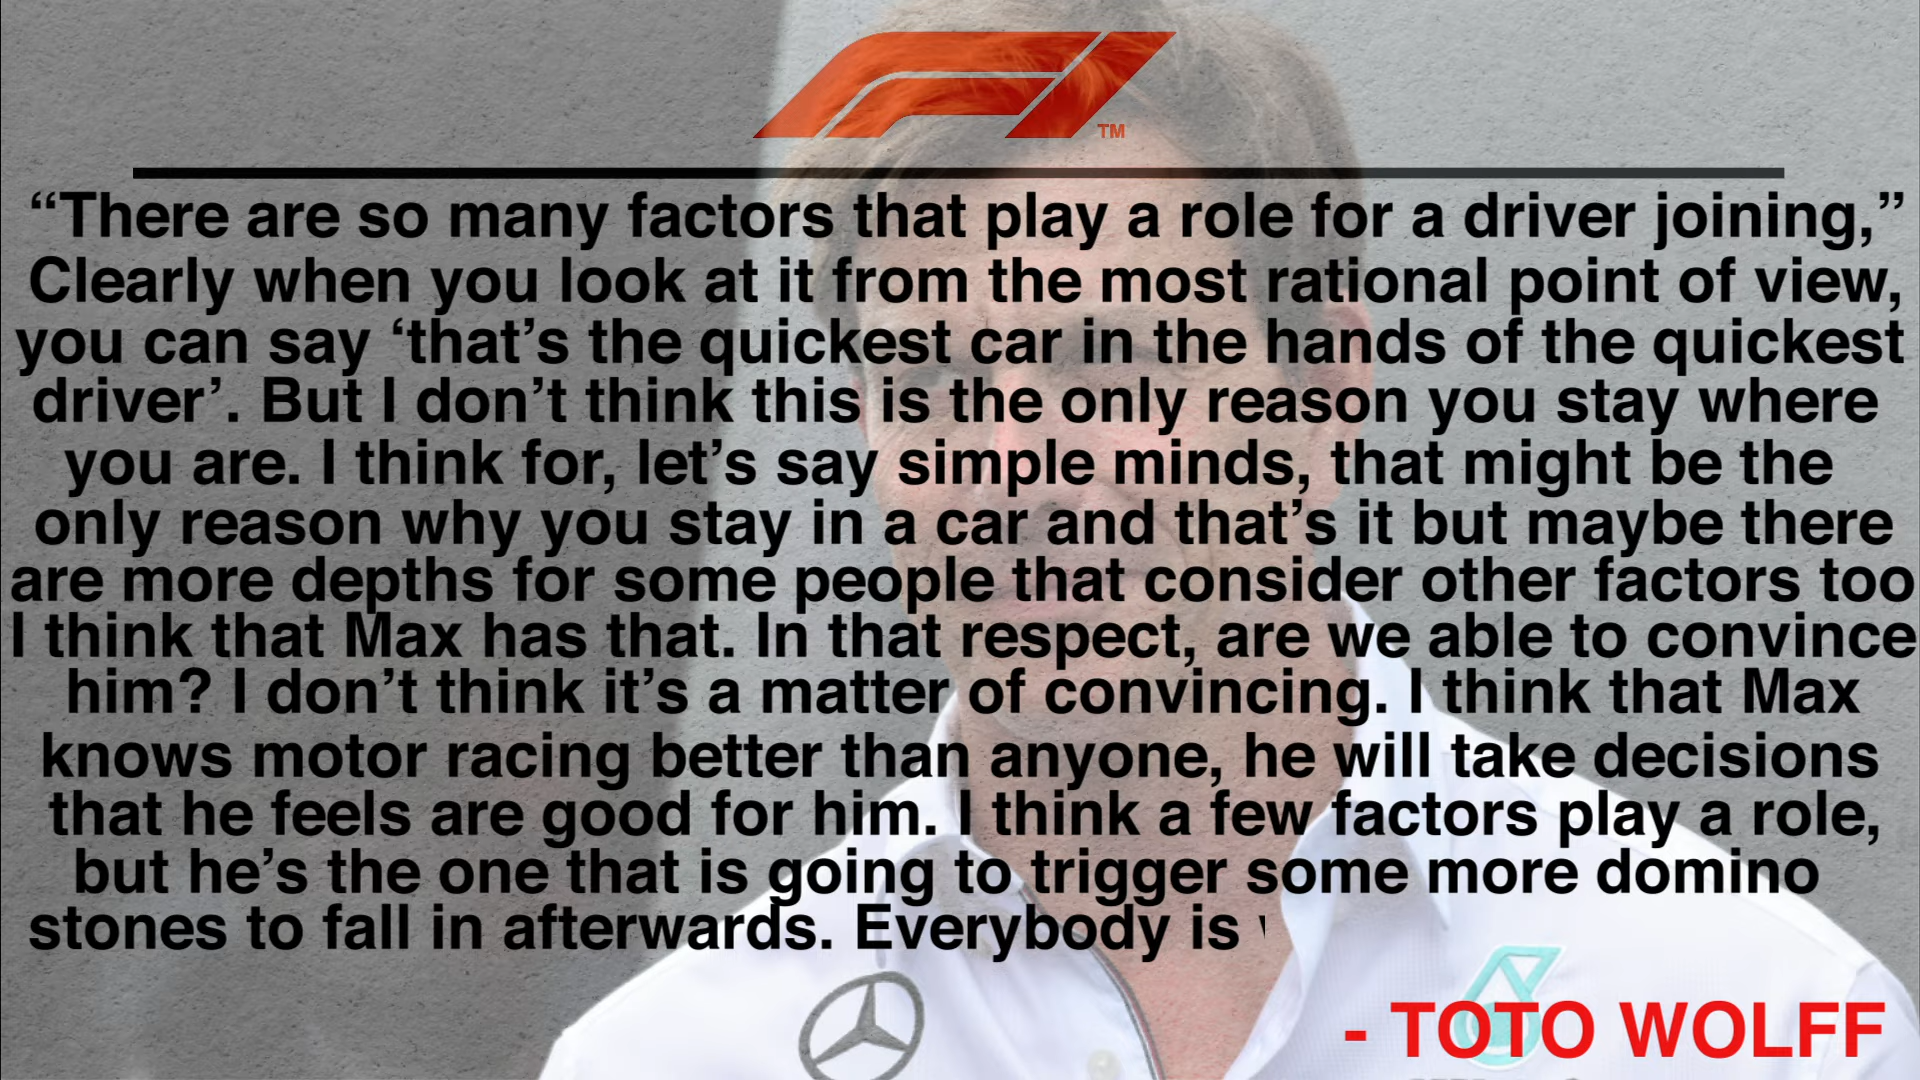 F1
TM
“There are so many factors that play a role for a driver joining,”
Clearly when you look at it from the most rational point of view,
you can say ‘that’s the quickest car in the hands of the quickest
driver’. But I don’t think this is the only reason you stay where
you are. I think for, let’s say simple minds, that might be the
only reason why you stay in a car and that’s it but maybe there
are more depths for some people that consider other factors too
I think that Max has that. In that respect, are we able to convince
him? I don’t think it’s a matter of convincing. I think that Max
knows motor racing better than anyone, he will take decisions
that he feels are good for him. I think a few factors play a role,
but he’s the one that is going to trigger some more domino
stones to fall in afterwards. Everybody is
- TOTO WOLFF